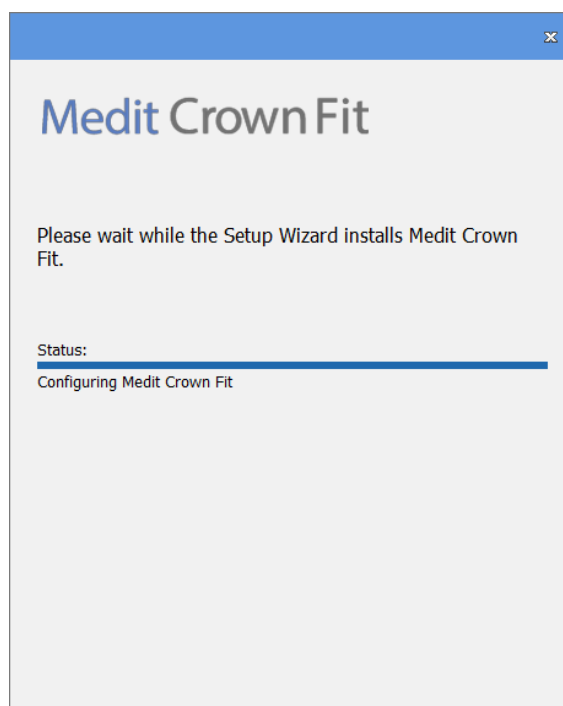 Medit Crown Fit
Please wait while the Setup Wizard installs Medit Crown
Fit.
Status:
Configuring Medit Crown Fit